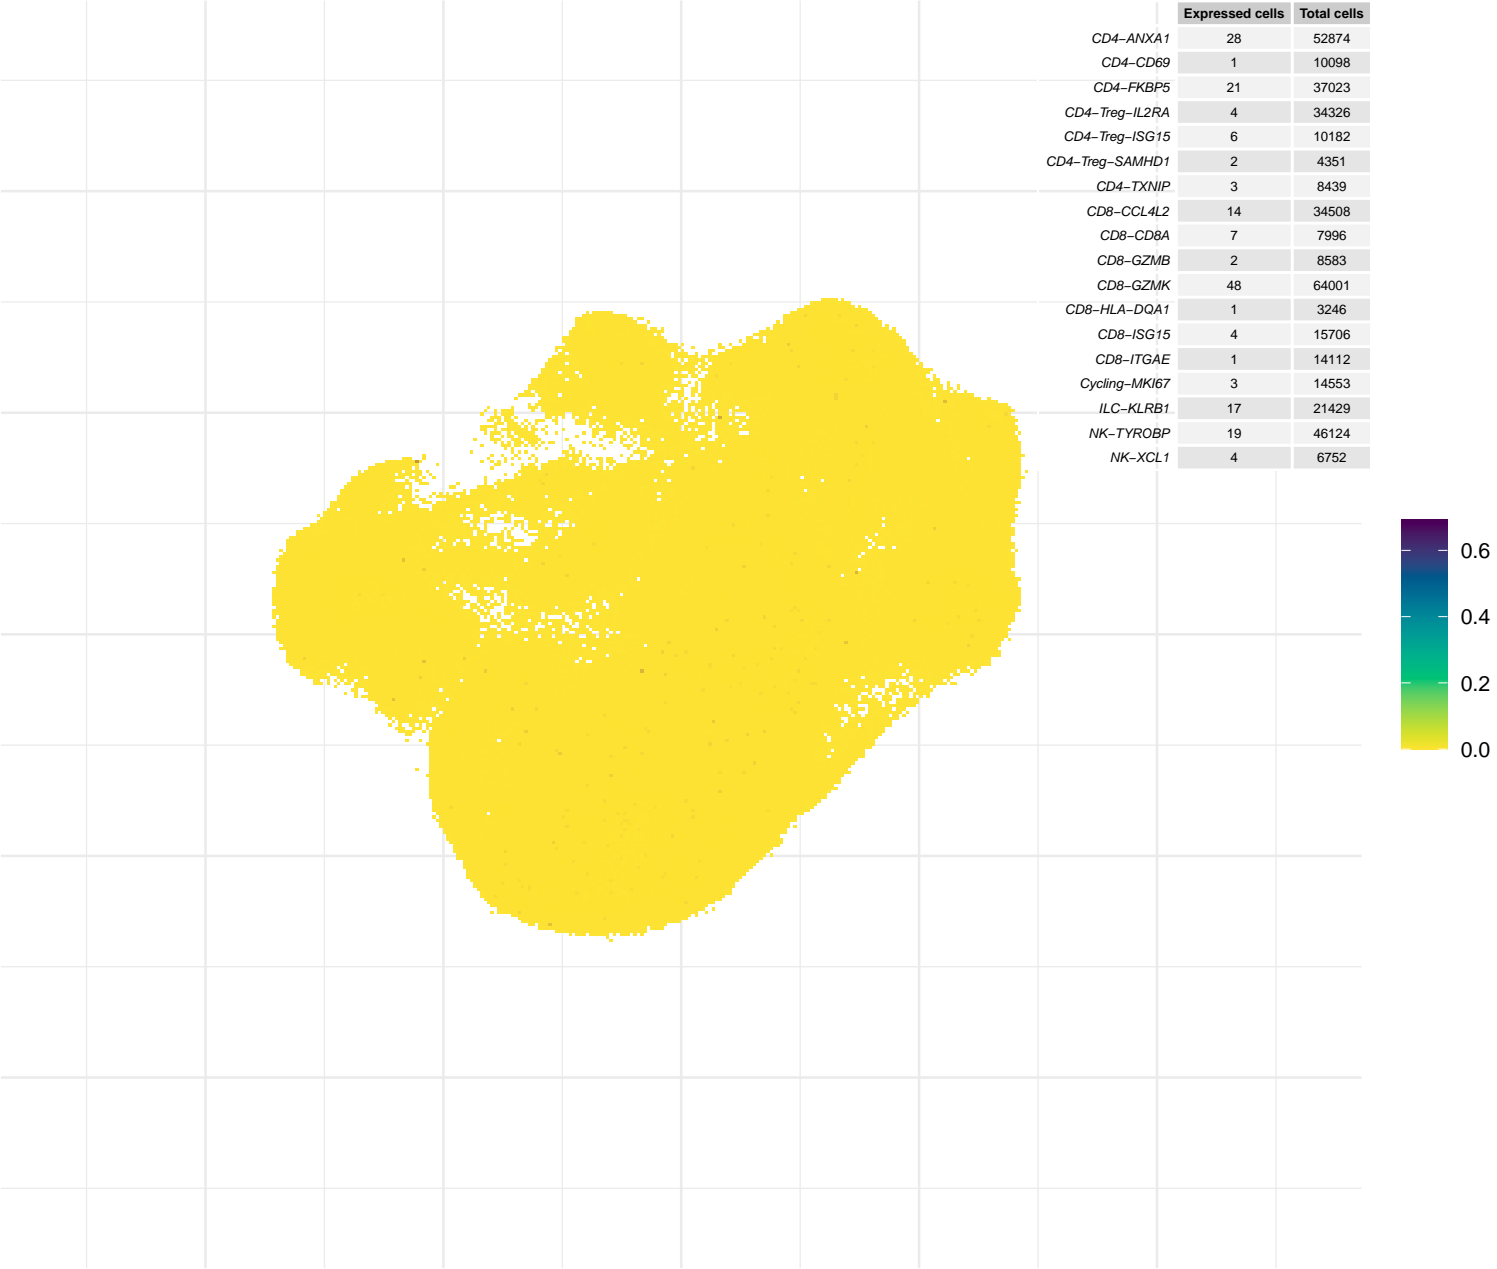 Expressed cells Total cells
CD4−ANXA1 28 52874
CD4−CD69 1 10098
CD4−FKBP5 21 37023
CD4−Treg−IL2RA 4 34326
CD4−Treg−ISG15 6 10182
CD4−Treg−SAMHD1 2 4351
CD4−TXNIP 3 8439
CD8−CCL4L2 14 34508
CD8−CD8A 7 7996
CD8−GZMB 2 8583
CD8−GZMK 48 64001
CD8−HLA−DQA1 1 3246
CD8−ISG15 4 15706
CD8−ITGAE 1 14112
Cycling−MKI67 3 14553
ILC−KLRB1 17 21429
NK−TYROBP 19 46124
NK−XCL1 4 6752
0.6
0.4
0.2
0.0